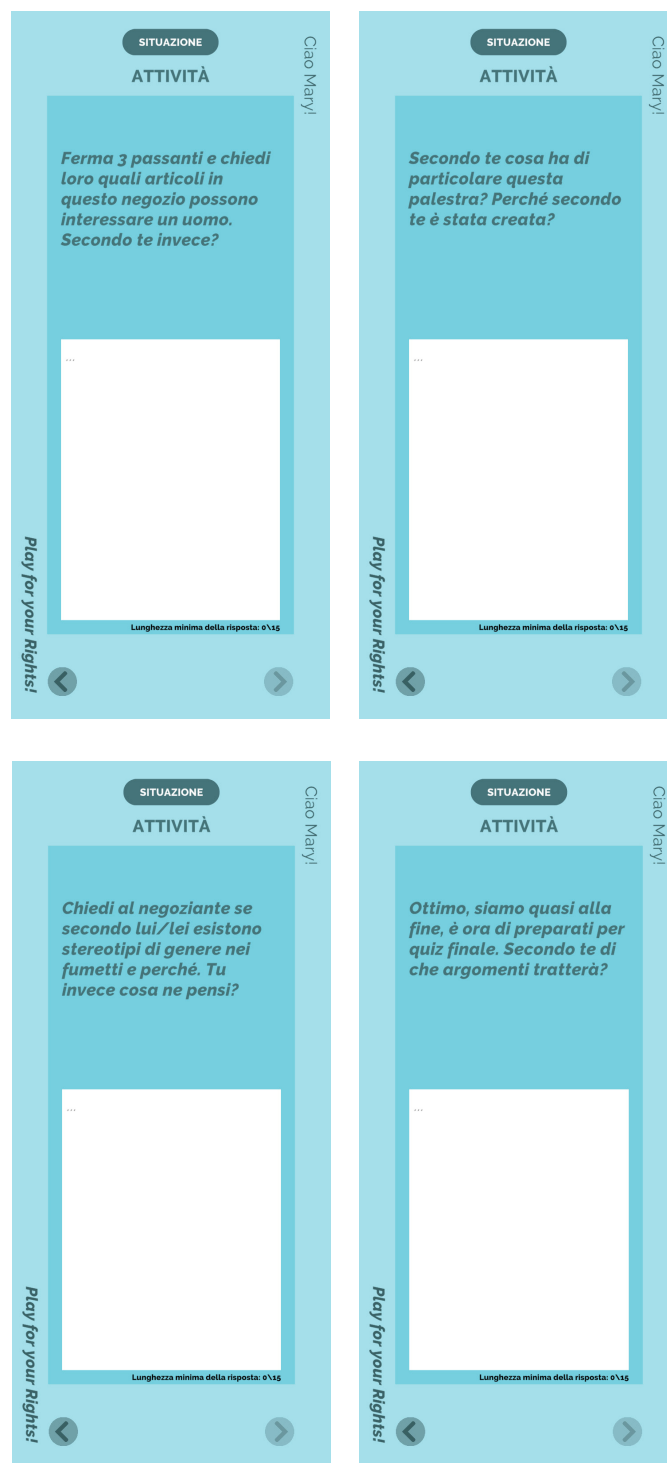 SITUAZIONE
ATTIVITÀ
Ciao Mary!
Ferma 3 passanti e chiedi
loro quali articoli in
questo negozio possono
interessare un uomo.
Secondo te invece?
...
Lunghezza minima della risposta: 0\15
Play for your Rights!
SITUAZIONE
ATTIVITÀ
Ciao Mary!
Secondo te cosa ha di
particolare questa
palestra? Perché secondo
te è stata creata?
...
Lunghezza minima della risposta: 0\15
Play for your Rights!
SITUAZIONE
ATTIVITÀ
Ciao Mary!
Chiedi al negoziante se
secondo lui/lei esistono
stereotipi di genere nei
fumetti e perché. Tu
invece cosa ne pensi?
...
Lunghezza minima della risposta: 0\15
Play for your Rights!
SITUAZIONE
ATTIVITÀ
Ciao Mary!
Ottimo, siamo quasi alla
fine, è ora di preparati per
quiz finale. Secondo te di
che argomenti tratterà?
...
Lunghezza minima della risposta: 0\15
Play for your Rights!